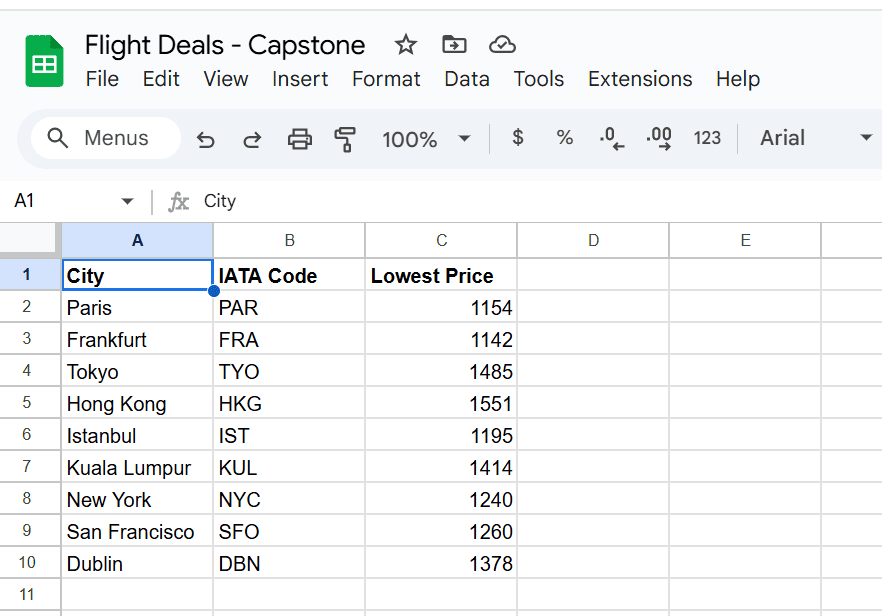 Flight Deals - Capstone
File Edit View Insert Format Data Tools Extensions Help
Menus 100% $ % .0 .00 123 Arial
A1 fx City
A B C D E
1 City IATA Code Lowest Price
2 Paris PAR 1154
3 Frankfurt FRA 1142
4 Tokyo TYO 1485
5 Hong Kong HKG 1551
6 Istanbul IST 1195
7 Kuala Lumpur KUL 1414
8 New York NYC 1240
9 San Francisco SFO 1260
10 Dublin DBN 1378
11